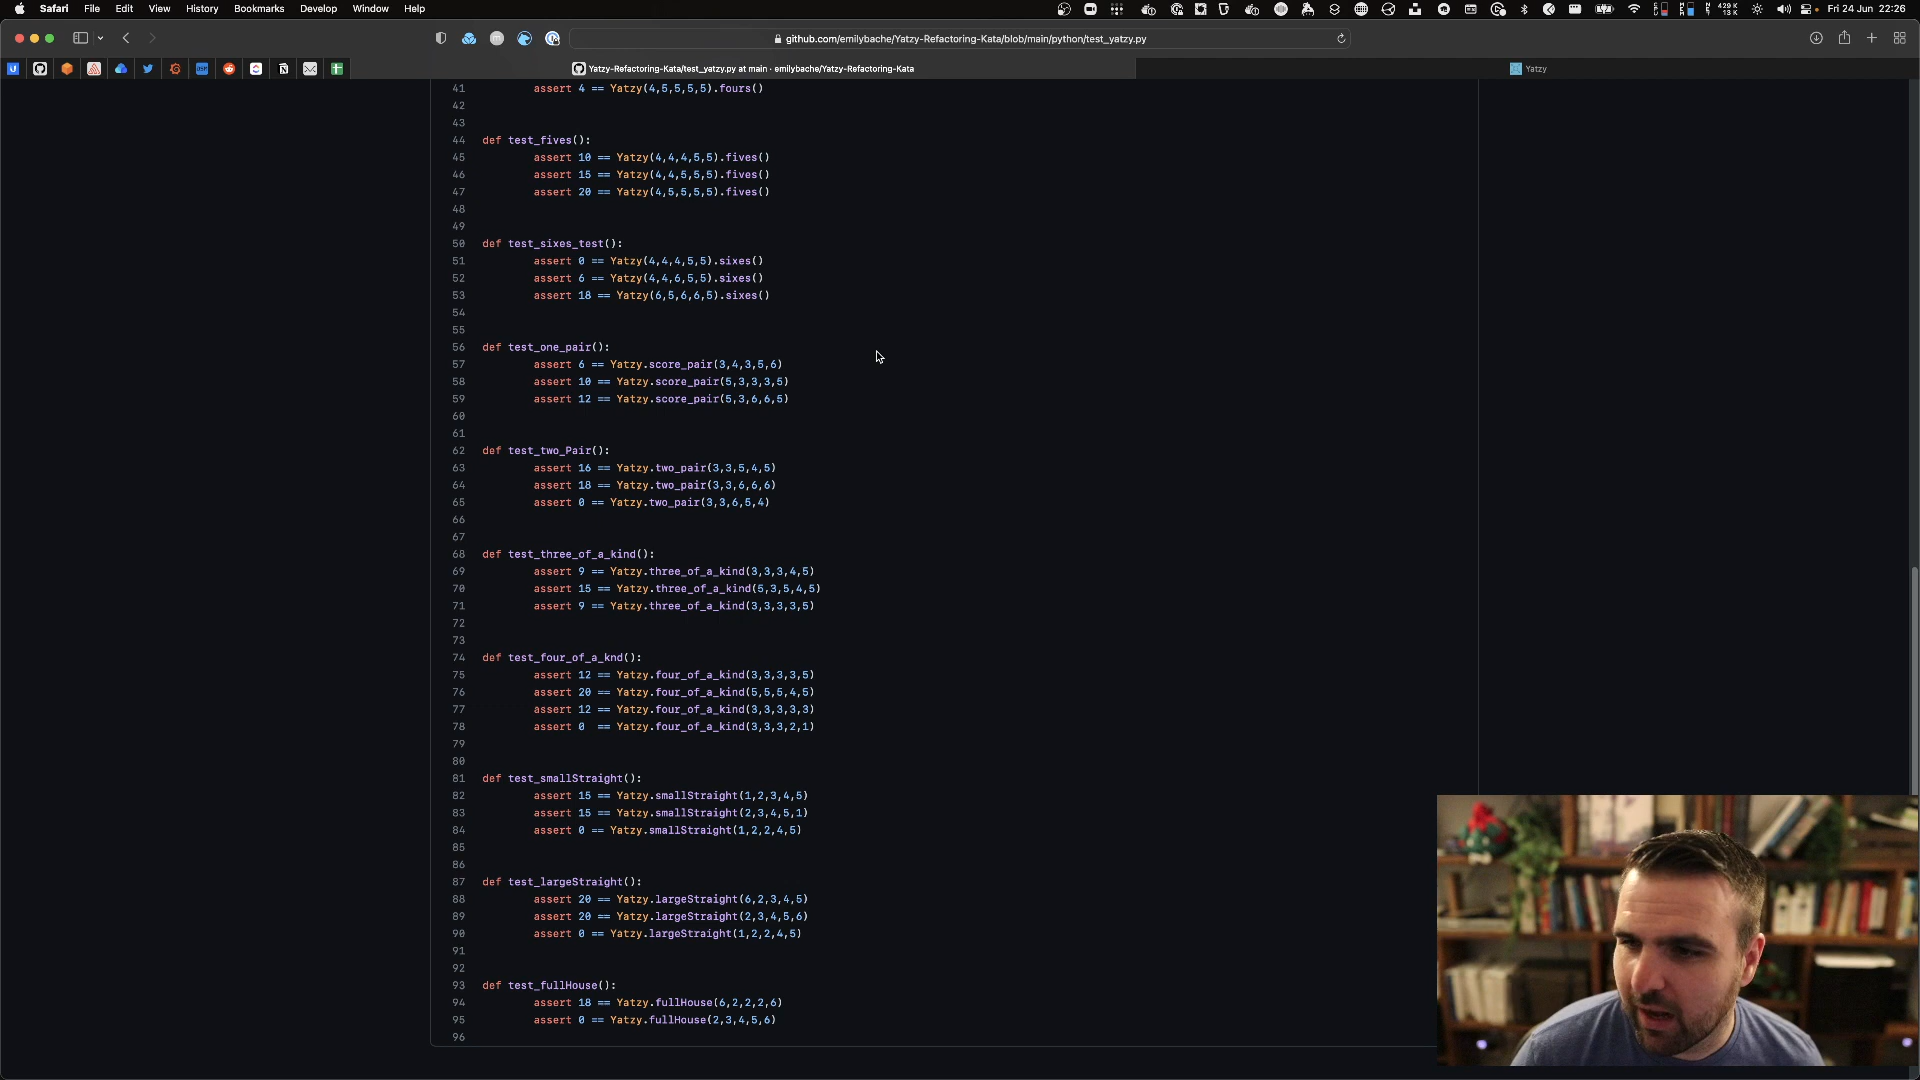 Safari File Edit View History Bookmarks Develop Window Help
429 K
13 K
Fri 24 Jun 22:26
github.com/emilybache/Yatzy-Refactoring-Kata/blob/main/python/test_yatzy.py
Yatzy-Refactoring-Kata/test_yatzy.py at main · emilybache/Yatzy-Refactoring-Kata
Yatzy
41 assert 4 == Yatzy(4,5,5,5,5).fours()
42
43
44 def test_fives():
45 assert 10 == Yatzy(4,4,4,5,5).fives()
46 assert 15 == Yatzy(4,4,5,5,5).fives()
47 assert 20 == Yatzy(4,5,5,5,5).fives()
48
49
50 def test_sixes_test():
51 assert 0 == Yatzy(4,4,4,5,5).sixes()
52 assert 6 == Yatzy(4,4,6,5,5).sixes()
53 assert 18 == Yatzy(6,5,6,6,5).sixes()
54
55
56 def test_one_pair():
57 assert 6 == Yatzy.score_pair(3,4,3,5,6)
58 assert 10 == Yatzy.score_pair(5,3,3,3,5)
59 assert 12 == Yatzy.score_pair(5,3,6,6,5)
60
61
62 def test_two_Pair():
63 assert 16 == Yatzy.two_pair(3,3,5,4,5)
64 assert 18 == Yatzy.two_pair(3,3,6,6,6)
65 assert 0 == Yatzy.two_pair(3,3,6,5,4)
66
67
68 def test_three_of_a_kind():
69 assert 9 == Yatzy.three_of_a_kind(3,3,3,4,5)
70 assert 15 == Yatzy.three_of_a_kind(5,3,5,4,5)
71 assert 9 == Yatzy.three_of_a_kind(3,3,3,3,5)
72
73
74 def test_four_of_a_knd():
75 assert 12 == Yatzy.four_of_a_kind(3,3,3,3,5)
76 assert 20 == Yatzy.four_of_a_kind(5,5,5,4,5)
77 assert 12 == Yatzy.four_of_a_kind(3,3,3,3,3)
78 assert 0  == Yatzy.four_of_a_kind(3,3,3,2,1)
79
80
81 def test_smallStraight():
82 assert 15 == Yatzy.smallStraight(1,2,3,4,5)
83 assert 15 == Yatzy.smallStraight(2,3,4,5,1)
84 assert 0 == Yatzy.smallStraight(1,2,2,4,5)
85
86
87 def test_largeStraight():
88 assert 20 == Yatzy.largeStraight(6,2,3,4,5)
89 assert 20 == Yatzy.largeStraight(2,3,4,5,6)
90 assert 0 == Yatzy.largeStraight(1,2,2,4,5)
91
92
93 def test_fullHouse():
94 assert 18 == Yatzy.fullHouse(6,2,2,2,6)
95 assert 0 == Yatzy.fullHouse(2,3,4,5,6)
96